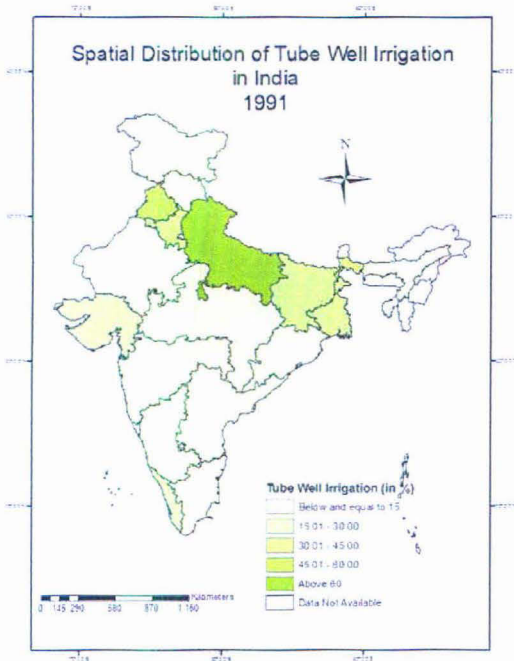 Spatial Distribution of Tube Well Irrigation
in India
1991
N
Tube Well Irrigation (in %)
Below and equal to 15
15.01 - 30.00
30.01 - 45.00
45.01 - 60.00
Above 60
Data Not Available
Kilometers
0 145 290 580 870 1,160